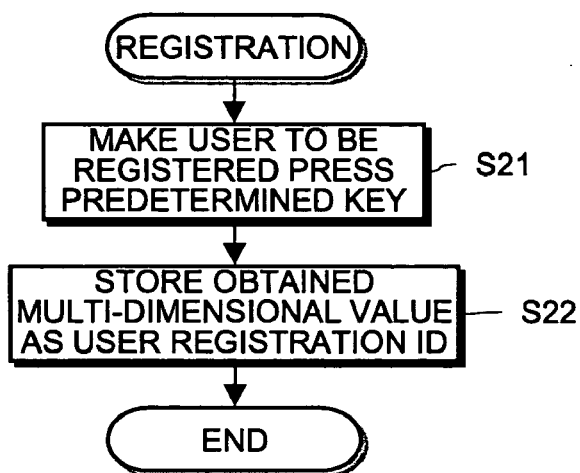 REGISTRATION
MAKE USER TO BE
REGISTERED PRESS
PREDETERMINED KEY
S21
STORE OBTAINED
MULTI-DIMENSIONAL VALUE
AS USER REGISTRATION ID
S22
END